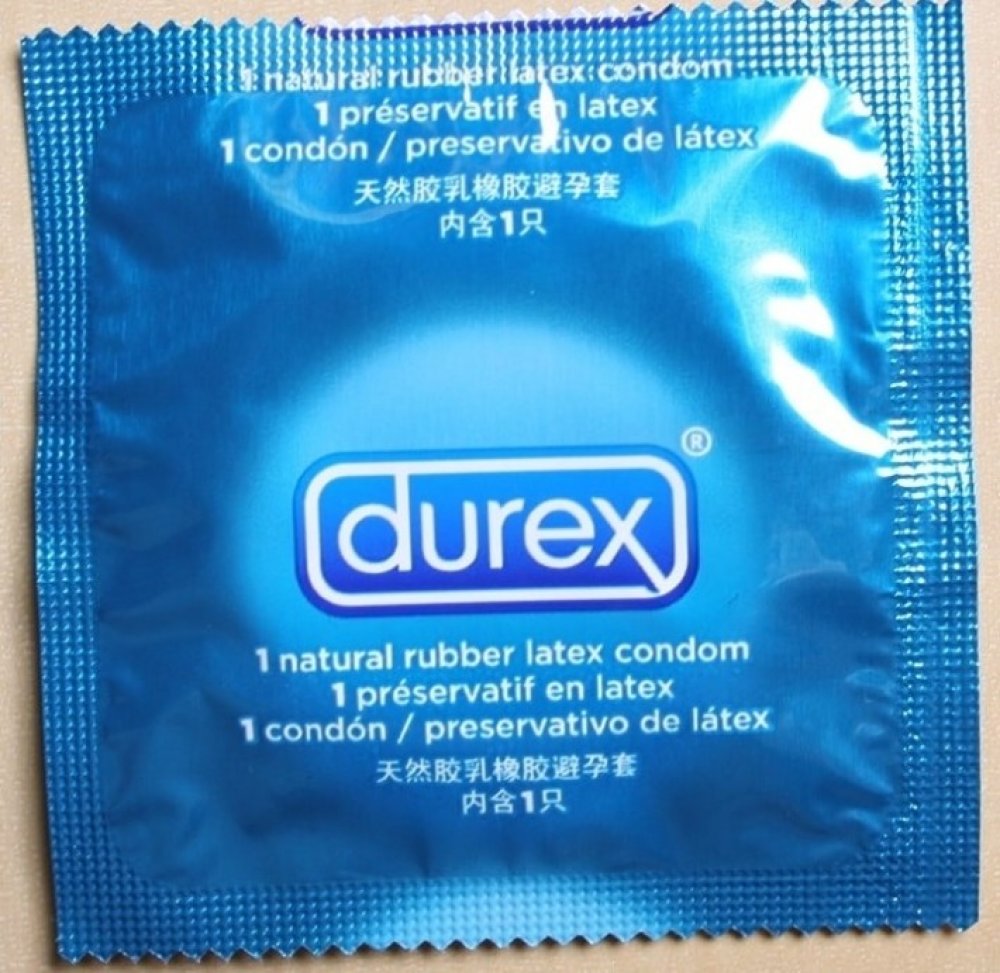 1 natural rubber latex condom
1 préservatif en latex
1 condón / preservativo de látex
天然胶乳橡胶避孕套
内含1只
durex®
1 natural rubber latex condom
1 préservatif en latex
1 condón / preservativo de látex
天然胶乳橡胶避孕套
内含1只